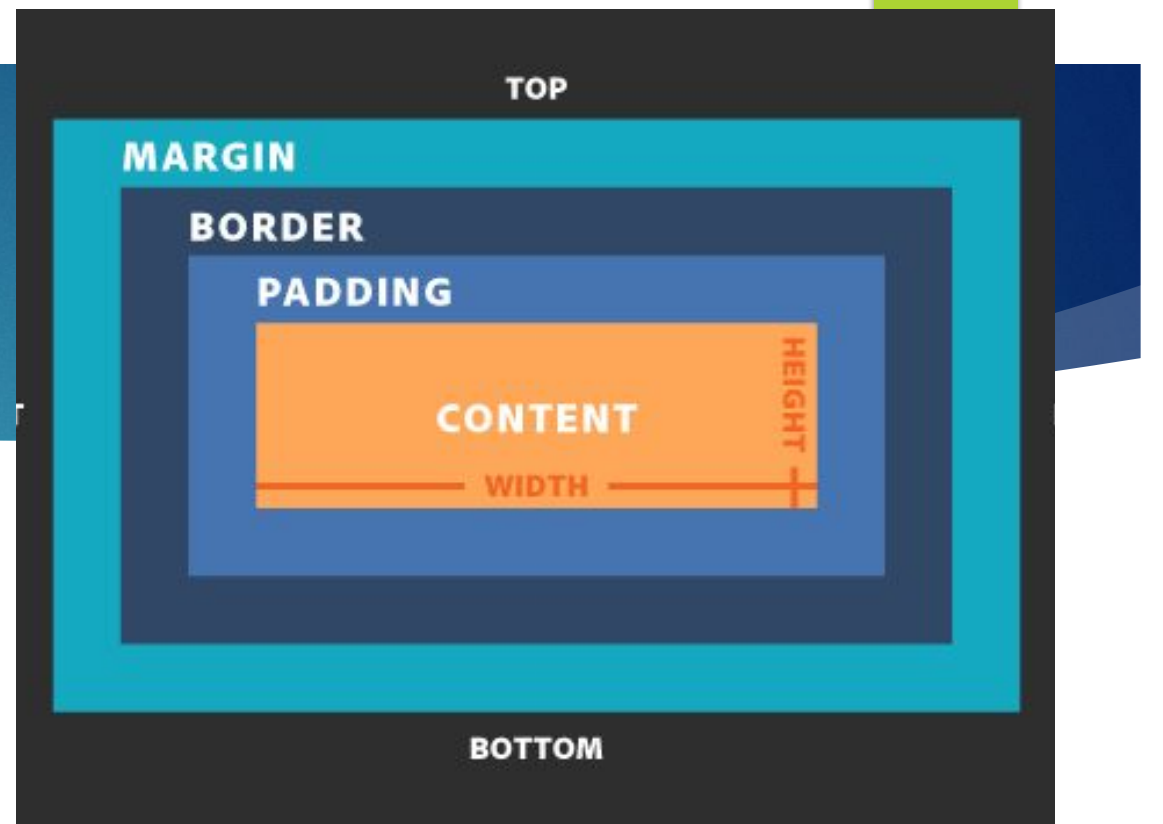 TOP
MARGIN
BORDER
PADDING
HEIGHT
CONTENT
WIDTH
BOTTOM